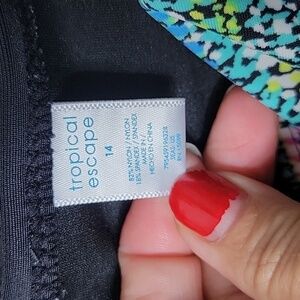 tropical
escape
14
82% NYLON / NYLON
18% SPANDEX / SPANDEX
MADE IN /
HECHO EN CHINA